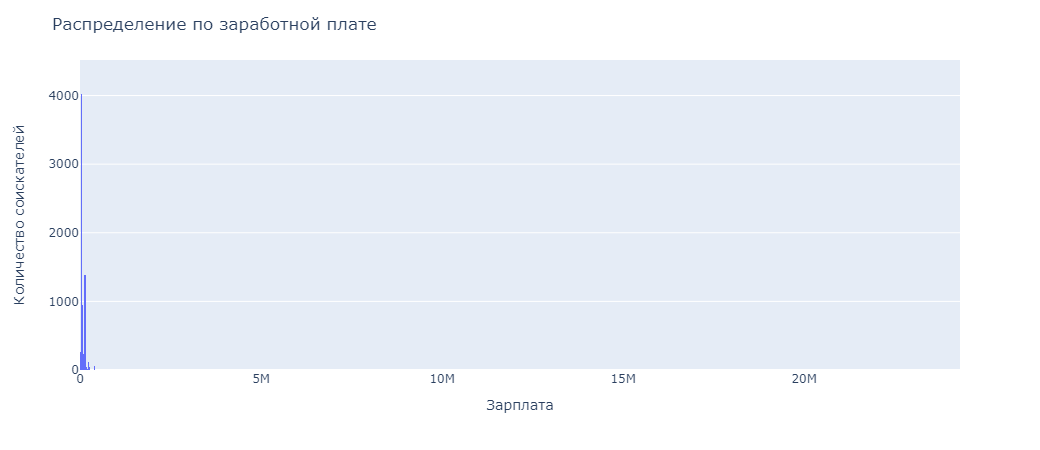 Распределение по заработной плате
Количество соискателей
4000
3000
2000
1000
0
0 5M 10M 15M 20M
Зарплата